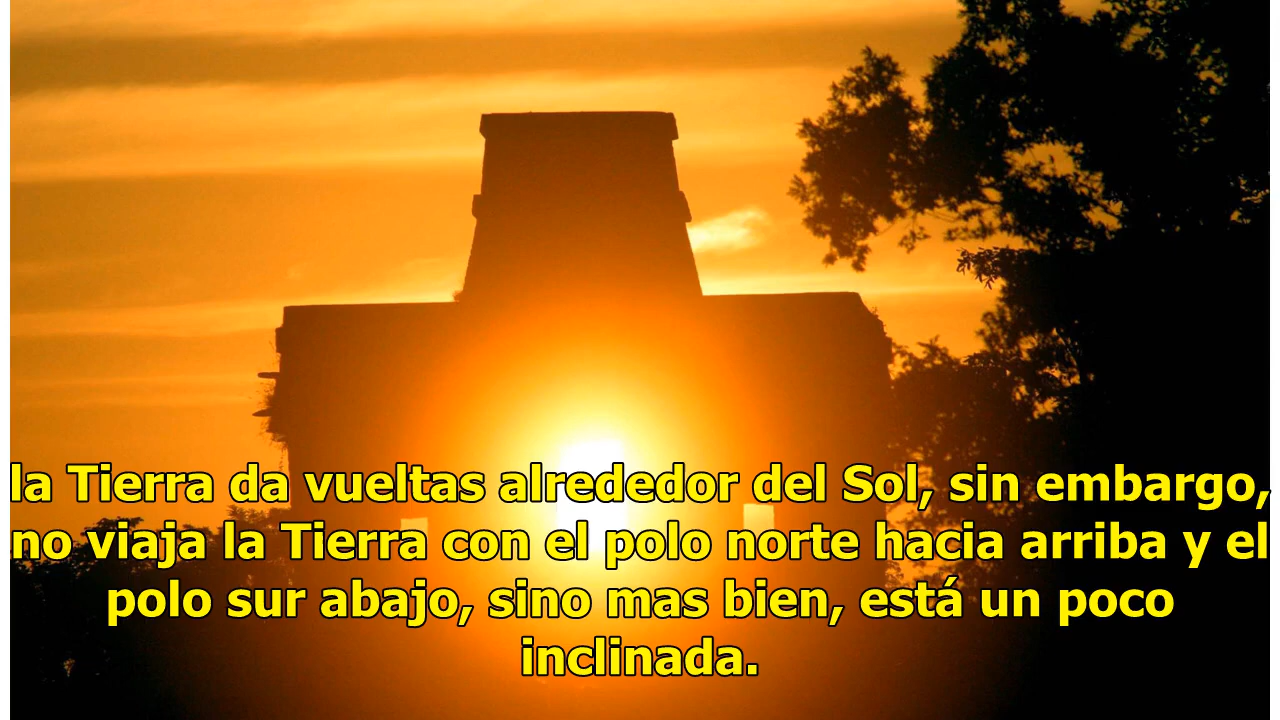 la Tierra da vueltas alrededor del Sol, sin embargo,
no viaja la Tierra con el polo norte hacia arriba y el
polo sur abajo, sino mas bien, está un poco
inclinada.